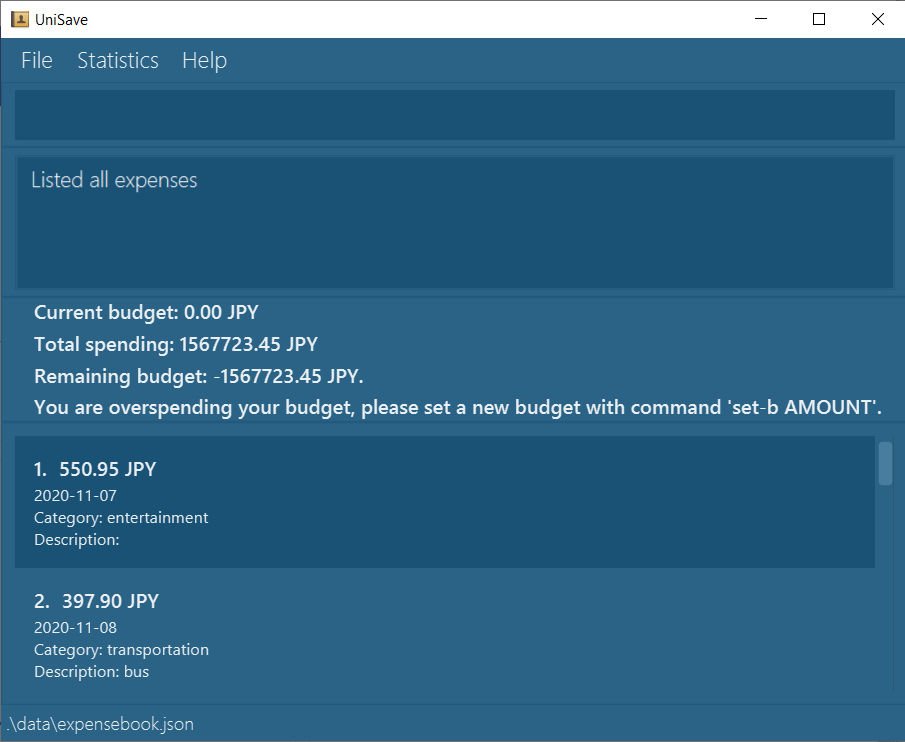 UniSave
File Statistics Help
Listed all expenses
Current budget: 0.00 JPY
Total spending: 1567723.45 JPY
Remaining budget: -1567723.45 JPY.
You are overspending your budget, please set a new budget with command 'set-b AMOUNT'.
1. 550.95 JPY
2020-11-07
Category: entertainment
Description:
2. 397.90 JPY
2020-11-08
Category: transportation
Description: bus
.\data\expensebook.json